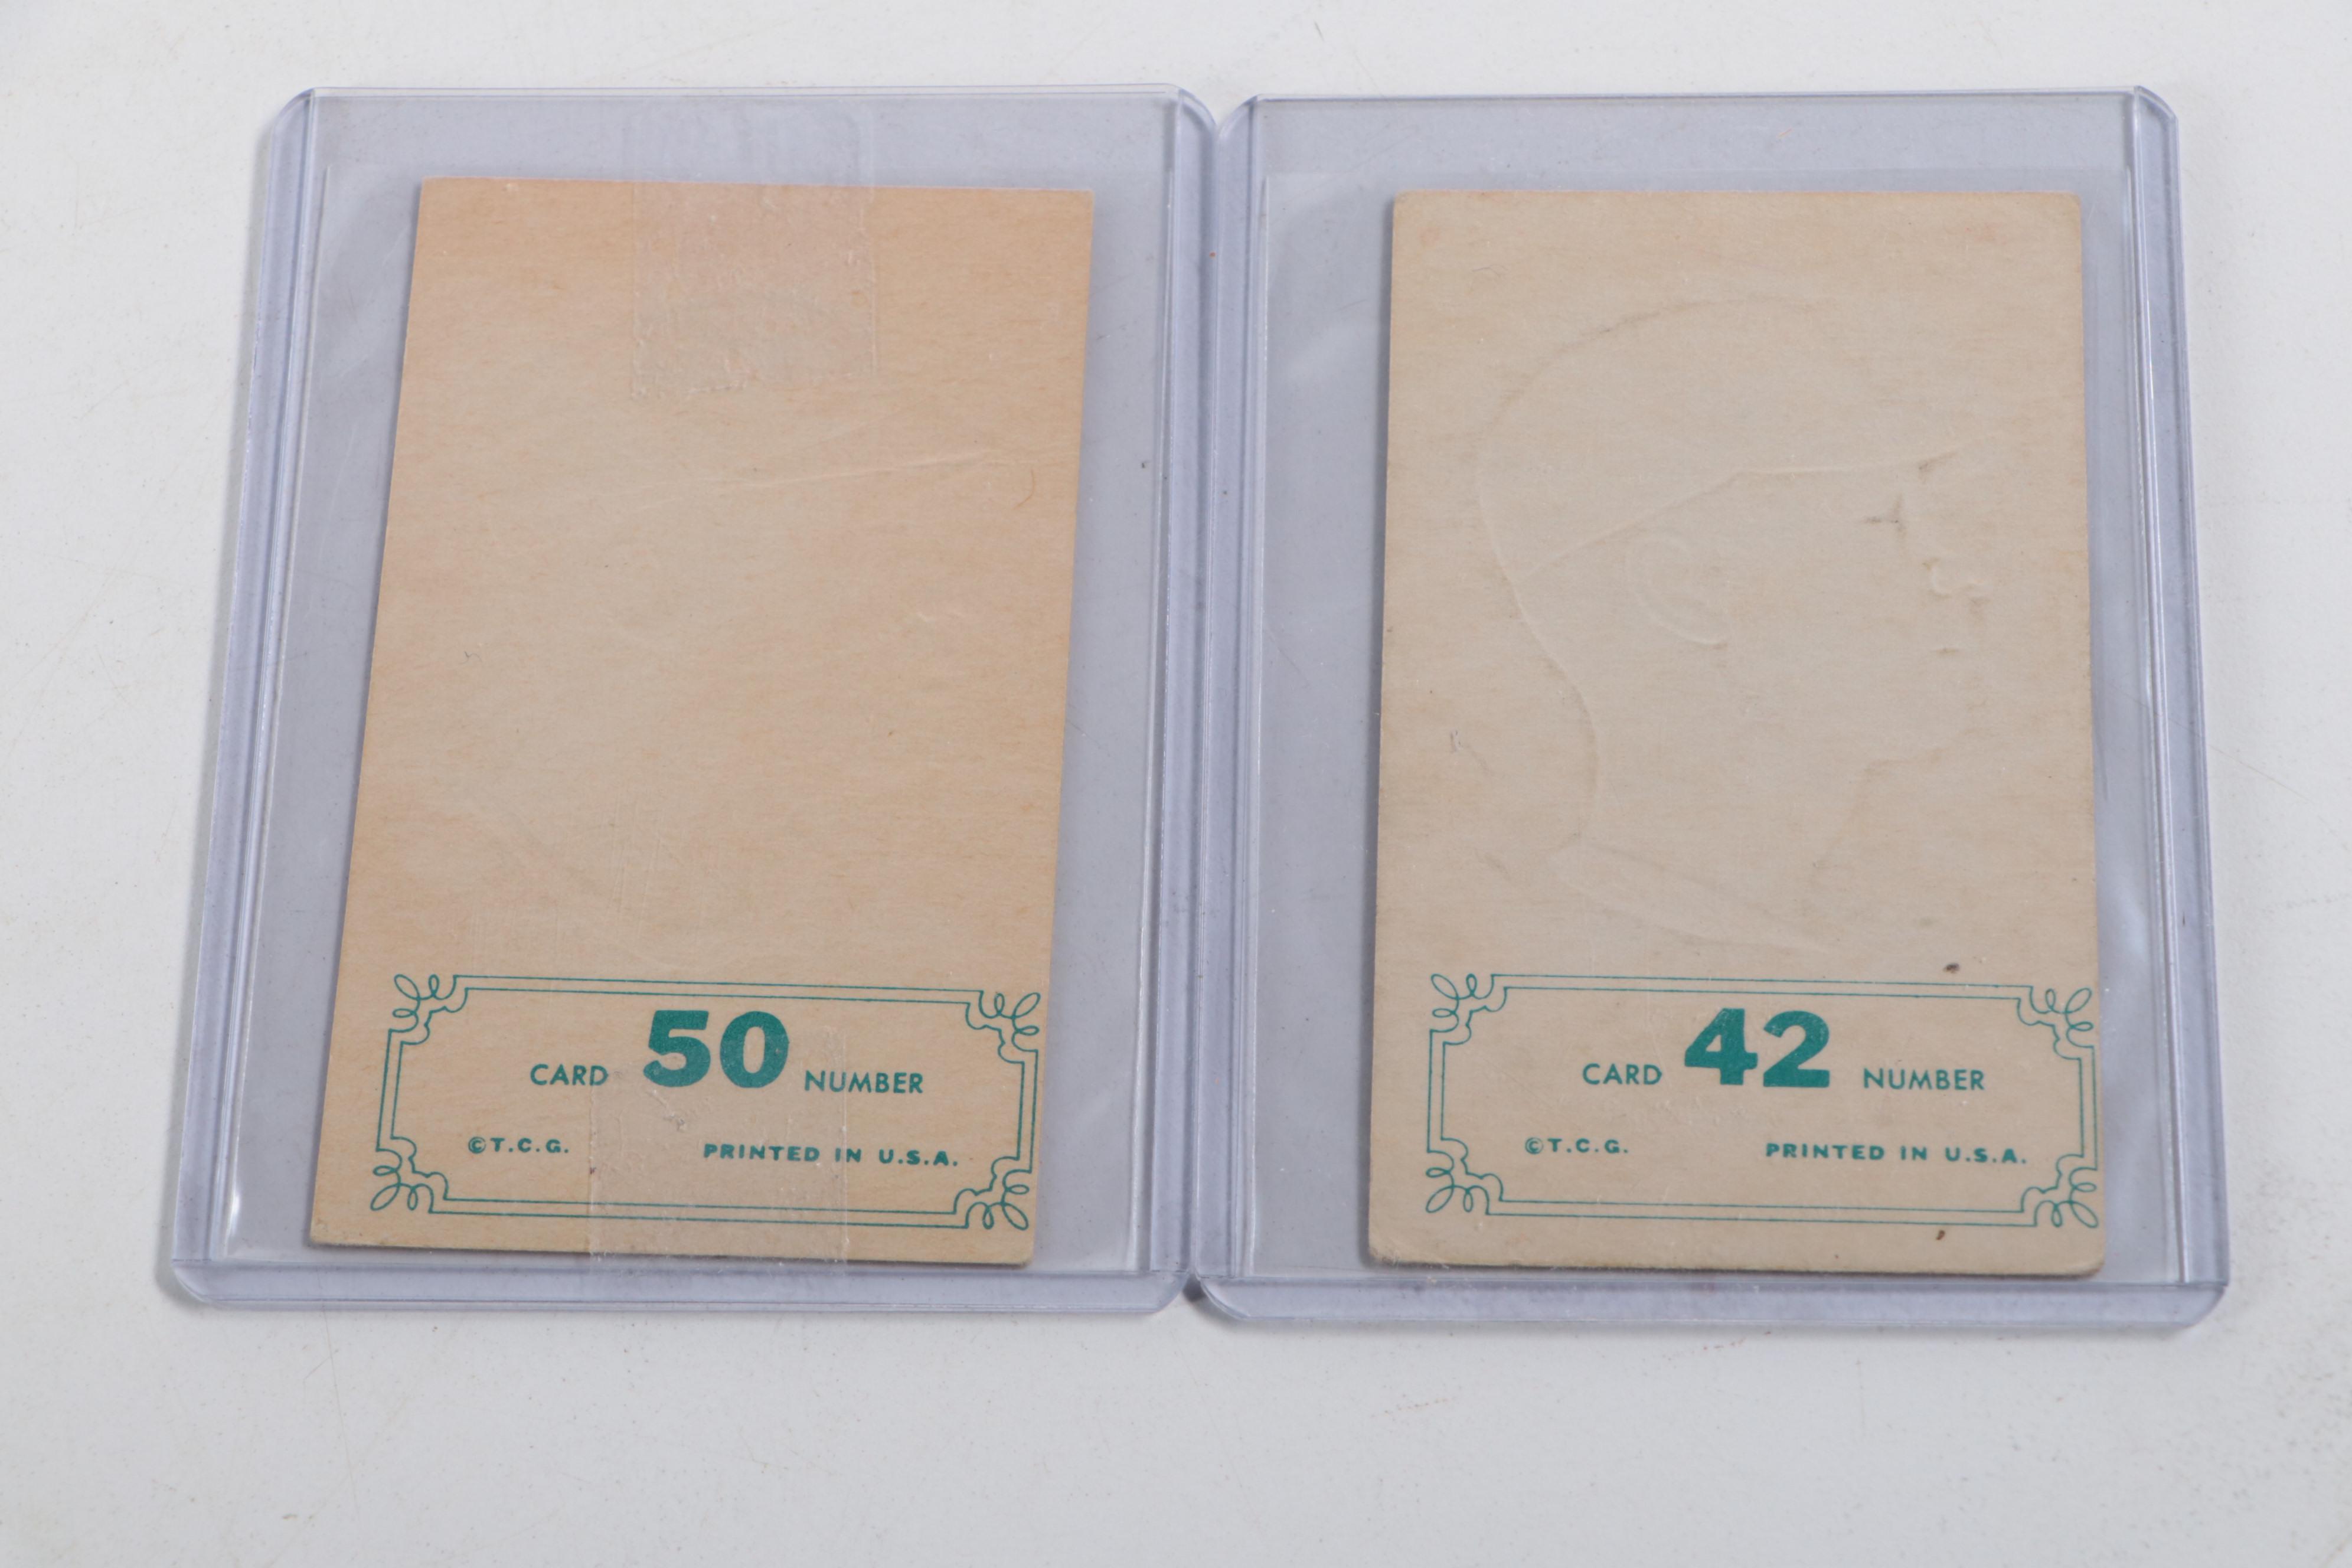 CARD 50 NUMBER
©T.C.G. PRINTED IN U.S.A.
CARD 42 NUMBER
©T.C.G. PRINTED IN U.S.A.